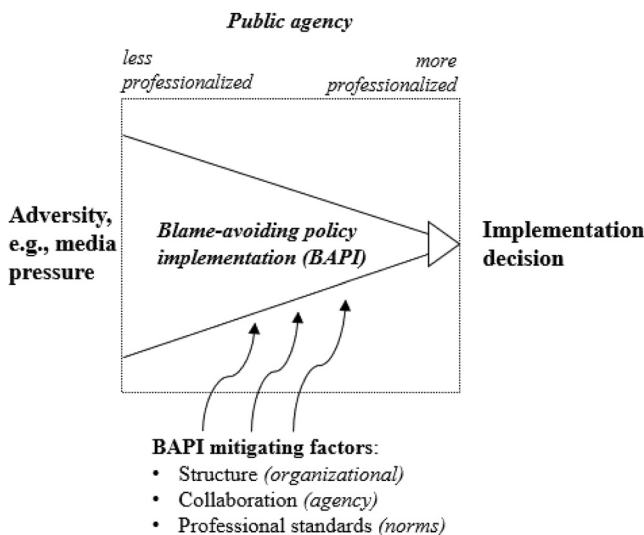 Public agency
less
professionalized
more
professionalized
Adversity,
e.g., media
pressure
Blame-avoiding policy
implementation (BAPI)
Implementation
decision
BAPI mitigating factors:
• Structure (organizational)
• Collaboration (agency)
• Professional standards (norms)